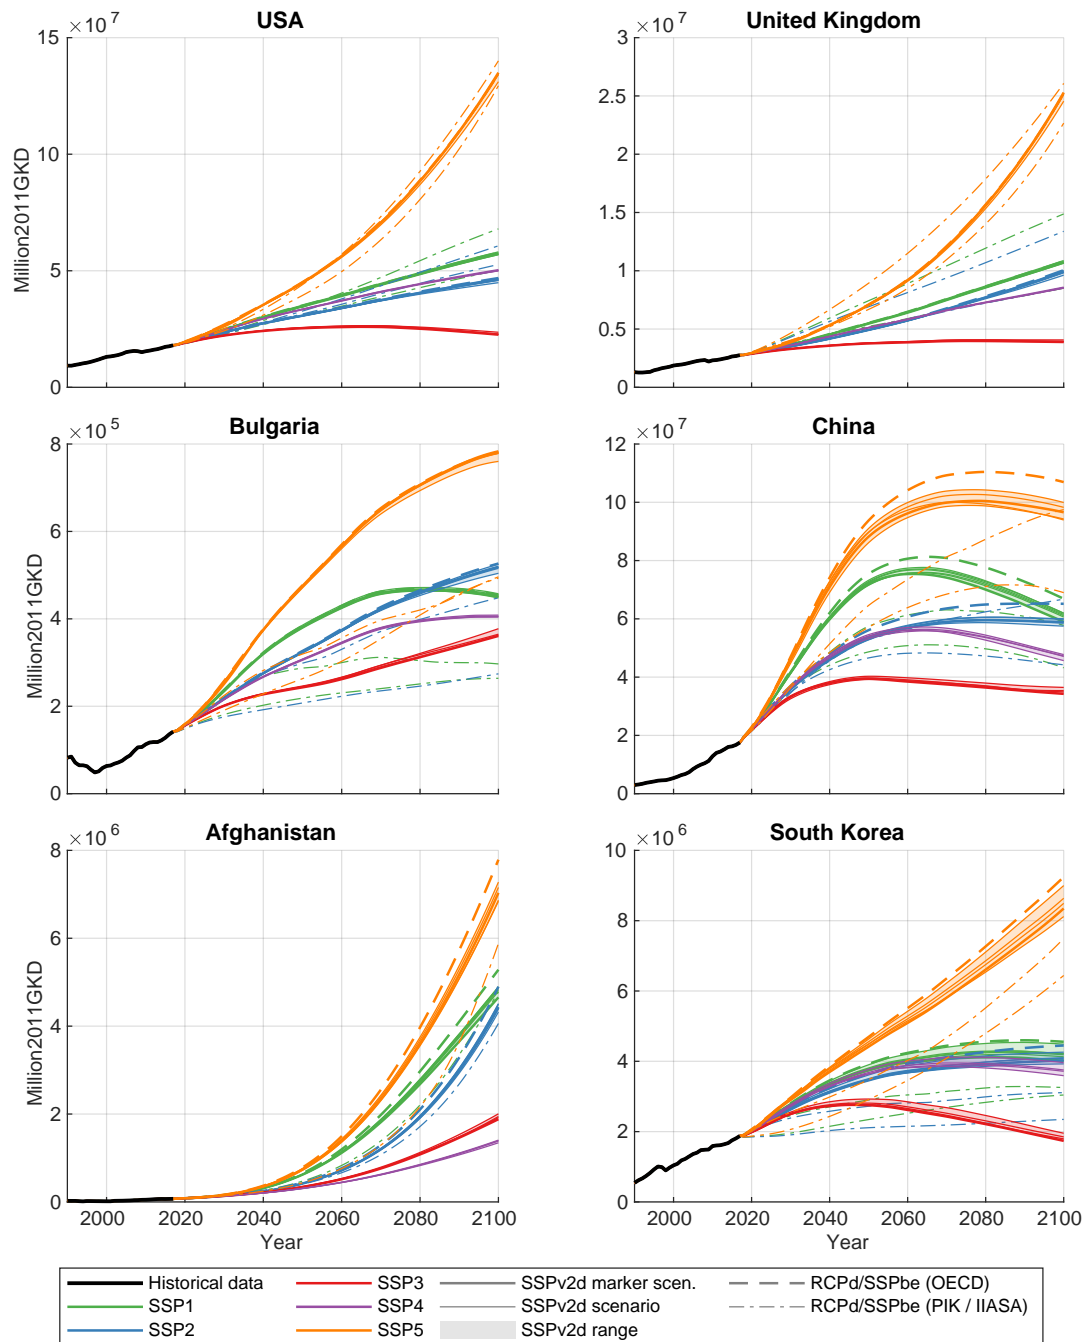 USA
×10^7
15
10
5
0
Million2011GKD
United Kingdom
×10^7
3
2.5
2
1.5
1
0.5
0
Bulgaria
×10^5
8
6
4
2
0
Million2011GKD
China
×10^7
12
10
8
6
4
2
0
Afghanistan
×10^6
8
6
4
2
0
Million2011GKD
2000 2020 2040 2060 2080 2100
Year
South Korea
×10^6
10
8
6
4
2
0
2000 2020 2040 2060 2080 2100
Year
Historical data SSP3 SSPv2d marker scen. RCPd/SSPbe (OECD)
SSP1 SSP4 SSPv2d scenario RCPd/SSPbe (PIK / IIASA)
SSP2 SSP5 SSPv2d range